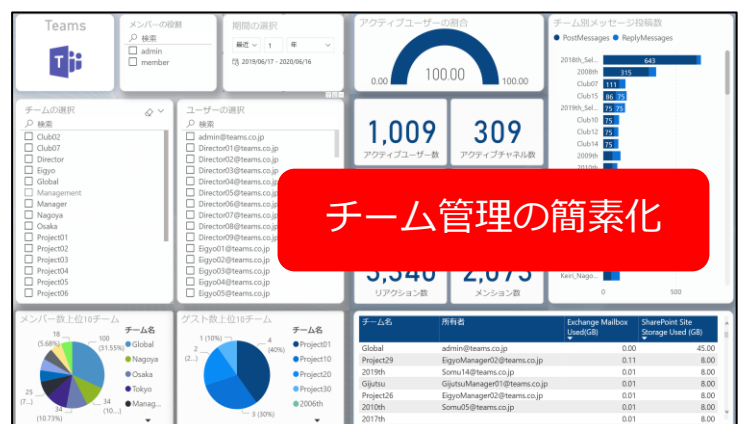 Teams
T
メンバーの役割
検索
admin
member
期間の選択
最近 1 年
2019/06/17 - 2020/06/16
アクティブユーザーの割合
100.00
0.00
100.00
チーム別メッセージ投稿数
PostMessages ReplyMessages
2018th_Sel... 643
2008th 315
Club07 111
Club15 86 75
2019th_Sel... 75 75
Club10 75
Club12 75
Club14 75
2009th
2010th
Keiri_Nago...
0 500
チームの選択
検索
Club02
Club07
Director
Eigyo
Global
Management
Manager
Nagoya
Osaka
Project01
Project02
Project03
Project04
Project05
Project06
ユーザーの選択
検索
admin@teams.co.jp
Director01@teams.co.jp
Director02@teams.co.jp
Director03@teams.co.jp
Director04@teams.co.jp
Director05@teams.co.jp
Director06@teams.co.jp
Director07@teams.co.jp
Director08@teams.co.jp
Director09@teams.co.jp
Eigyo01@teams.co.jp
Eigyo02@teams.co.jp
Eigyo03@teams.co.jp
Eigyo04@teams.co.jp
Eigyo05@teams.co.jp
1,009
アクティブユーザー数
309
アクティブチャネル数
チーム管理の簡素化
リアクション数
メンション数
メンバー数上位10チーム
18
(5.68%)
100
(31.55%)
25
(7...)
34
(10.73%)
34
(10...)
チーム名
Global
Nagoya
Osaka
Tokyo
Manag...
ゲスト数上位10チーム
1 (10%)
2
(2...)
4
(40%)
3 (30%)
チーム名
Project01
Project10
Project20
Project30
2006th
チーム名 所有者 Exchange Mailbox Used(GB) SharePoint Site Storage Used (GB)
Global admin@teams.co.jp 0.00 45.00
Project29 EigyoManager02@teams.co.jp 0.11 8.00
2019th Somu14@teams.co.jp 0.01 8.00
Gijutsu GijutsuManager01@teams.co.jp 0.01 8.00
Project26 EigyoManager02@teams.co.jp 0.01 8.00
2010th Somu05@teams.co.jp 0.01 8.00
2017th 0.01 8.00